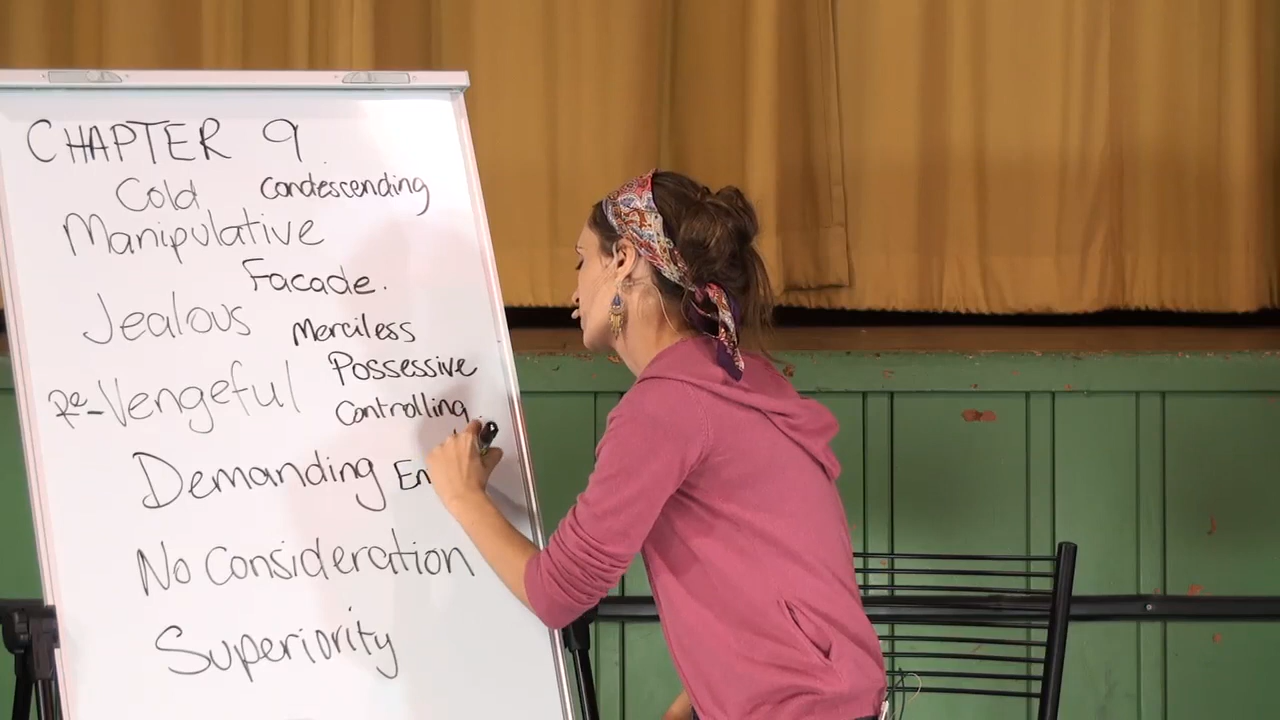 CHAPTER 9
Cold condescending
Manipulative
Facade.
Jealous Merciless
Possessive
Re-Vengeful
Controlling
Demanding
No Consideration
Superiority